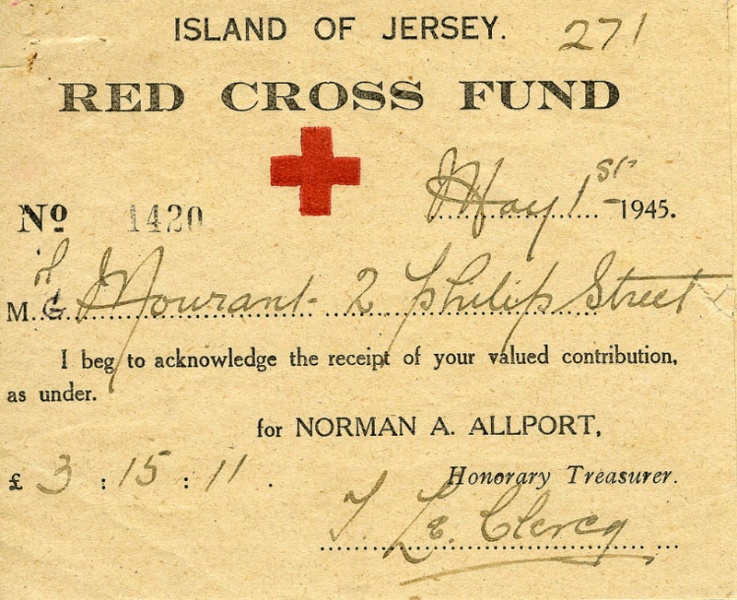 ISLAND OF JERSEY. 271
RED CROSS FUND
Nº 1420 May 1st 1945.
M. G Mourant 2 Philip Street
I beg to acknowledge the receipt of your valued contribution,
as under.
for NORMAN A. ALLPORT,
£ 3 : 15 : 11 . Honorary Treasurer.
Le Clercq